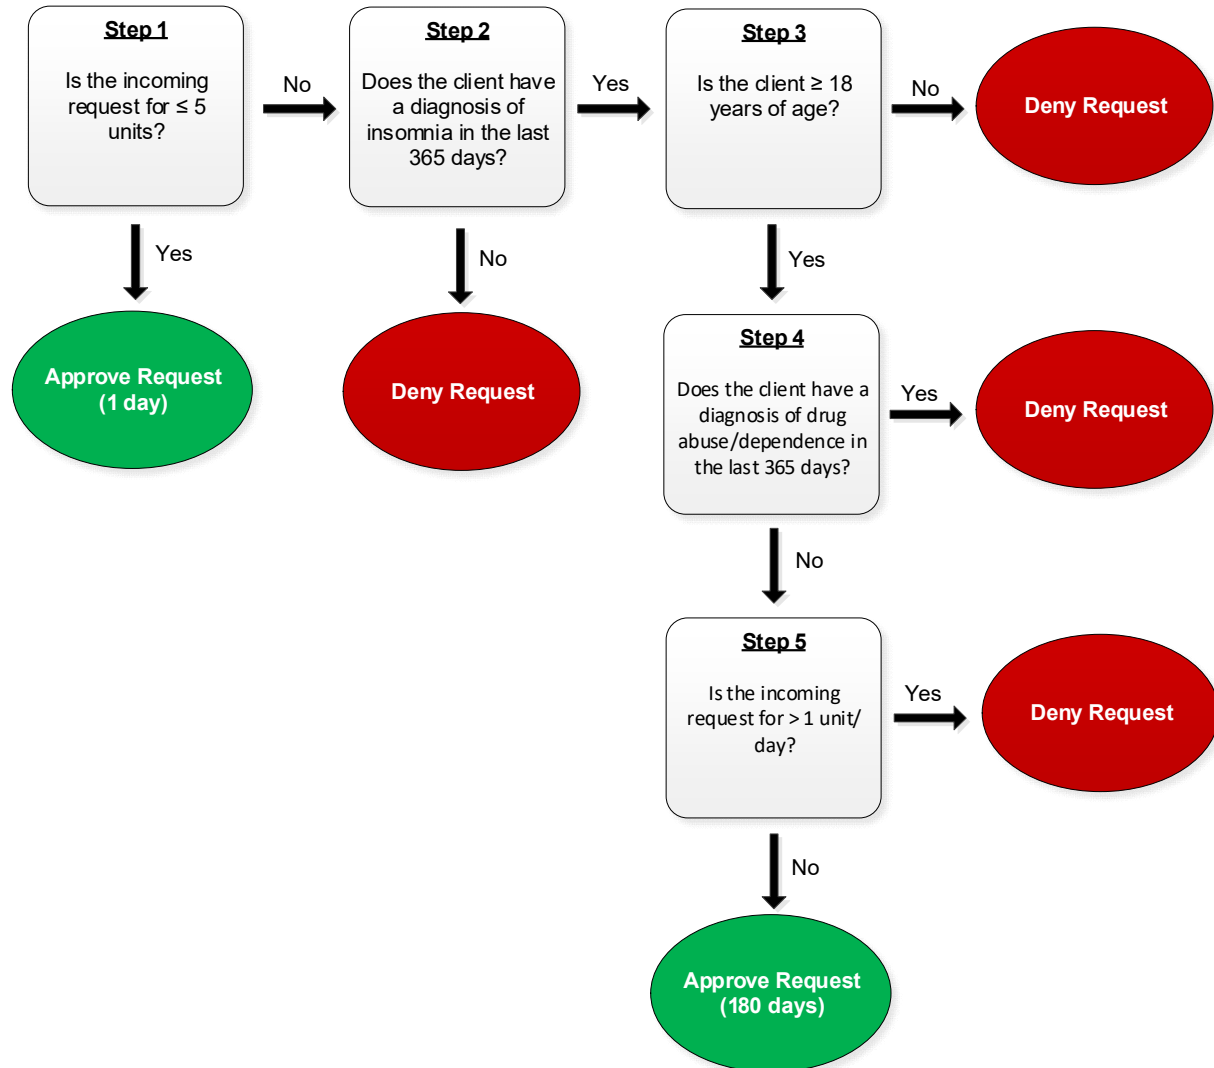 Step 1
Is the incoming
request for ≤ 5
units?
No
Step 2
Does the client have
a diagnosis of
insomnia in the last
365 days?
Yes
Step 3
Is the client ≥ 18
years of age?
No
Deny Request
Yes
No
Yes
Approve Request
(1 day)
Deny Request
Step 4
Does the client have a
diagnosis of drug
abuse/dependence in
the last 365 days?
Yes
Deny Request
No
Step 5
Is the incoming
request for > 1 unit/
day?
Yes
Deny Request
No
Approve Request
(180 days)